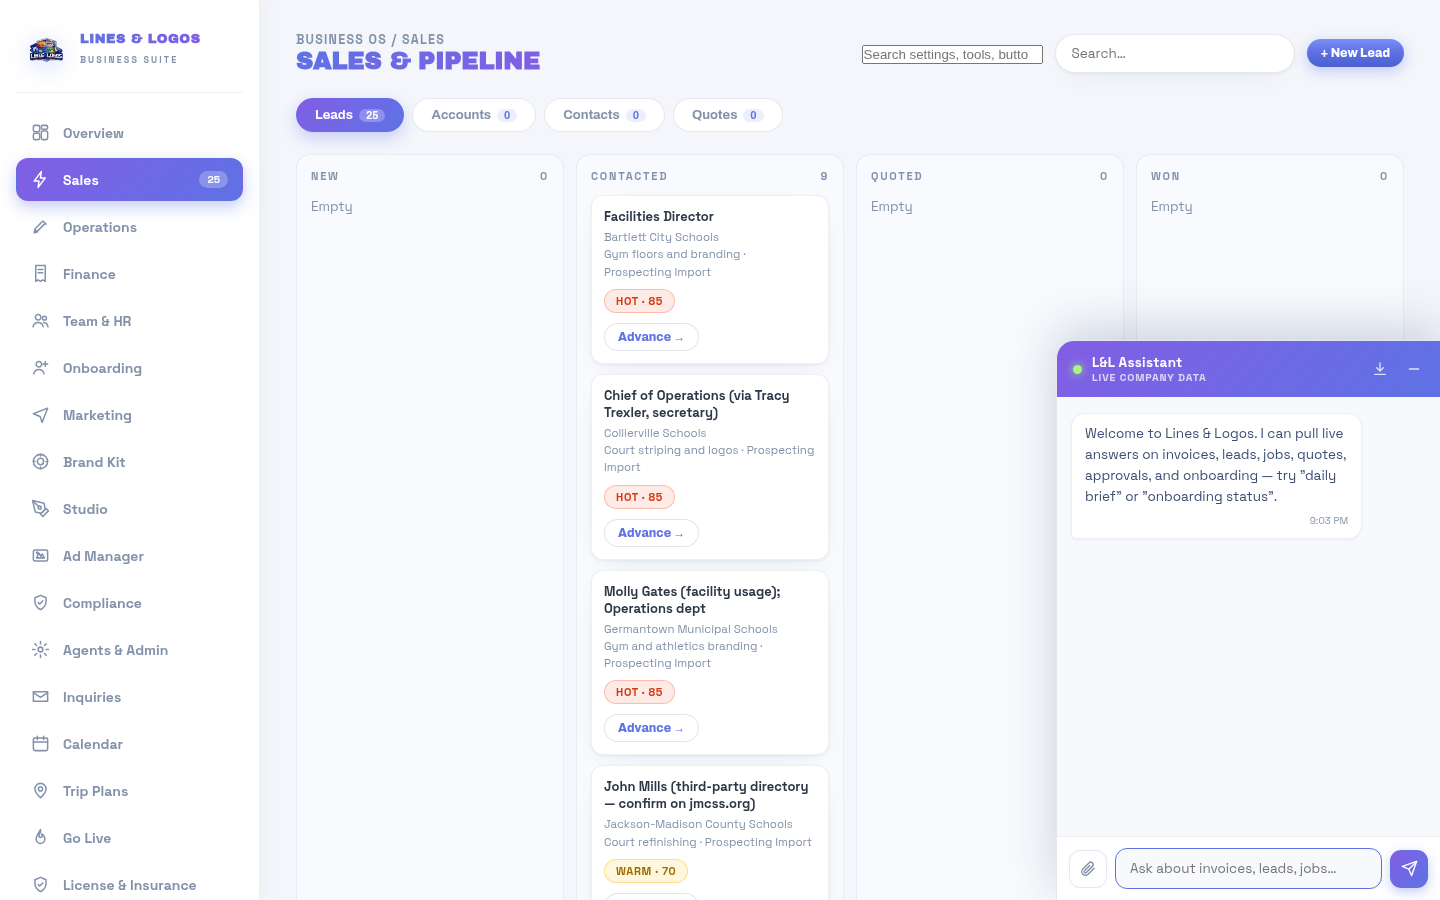 LINES & LOGOS
BUSINESS SUITE
Overview
Sales 25
Operations
Finance
Team & HR
Onboarding
Marketing
Brand Kit
Studio
Ad Manager
Compliance
Agents & Admin
Inquiries
Calendar
Trip Plans
Go Live
License & Insurance
BUSINESS OS / SALES
SALES & PIPELINE
Search settings, tools, butto
Search...
+ New Lead
Leads 25
Accounts 0
Contacts 0
Quotes 0
NEW 0
Empty
CONTACTED 9
Facilities Director
Bartlett City Schools
Gym floors and branding ·
Prospecting Import
HOT · 85
Advance →
Chief of Operations (via Tracy
Trexler, secretary)
Collierville Schools
Court striping and logos · Prospecting
Import
HOT · 85
Advance →
Molly Gates (facility usage);
Operations dept
Germantown Municipal Schools
Gym and athletics branding ·
Prospecting Import
HOT · 85
Advance →
John Mills (third-party directory
— confirm on jmcss.org)
Jackson-Madison County Schools
Court refinishing · Prospecting Import
WARM · 70
QUOTED 0
Empty
WON 0
Empty
L&L Assistant
LIVE COMPANY DATA
Welcome to Lines & Logos. I can pull live
answers on invoices, leads, jobs, quotes,
approvals, and onboarding — try "daily
brief" or "onboarding status".
9:03 PM
Ask about invoices, leads, jobs...